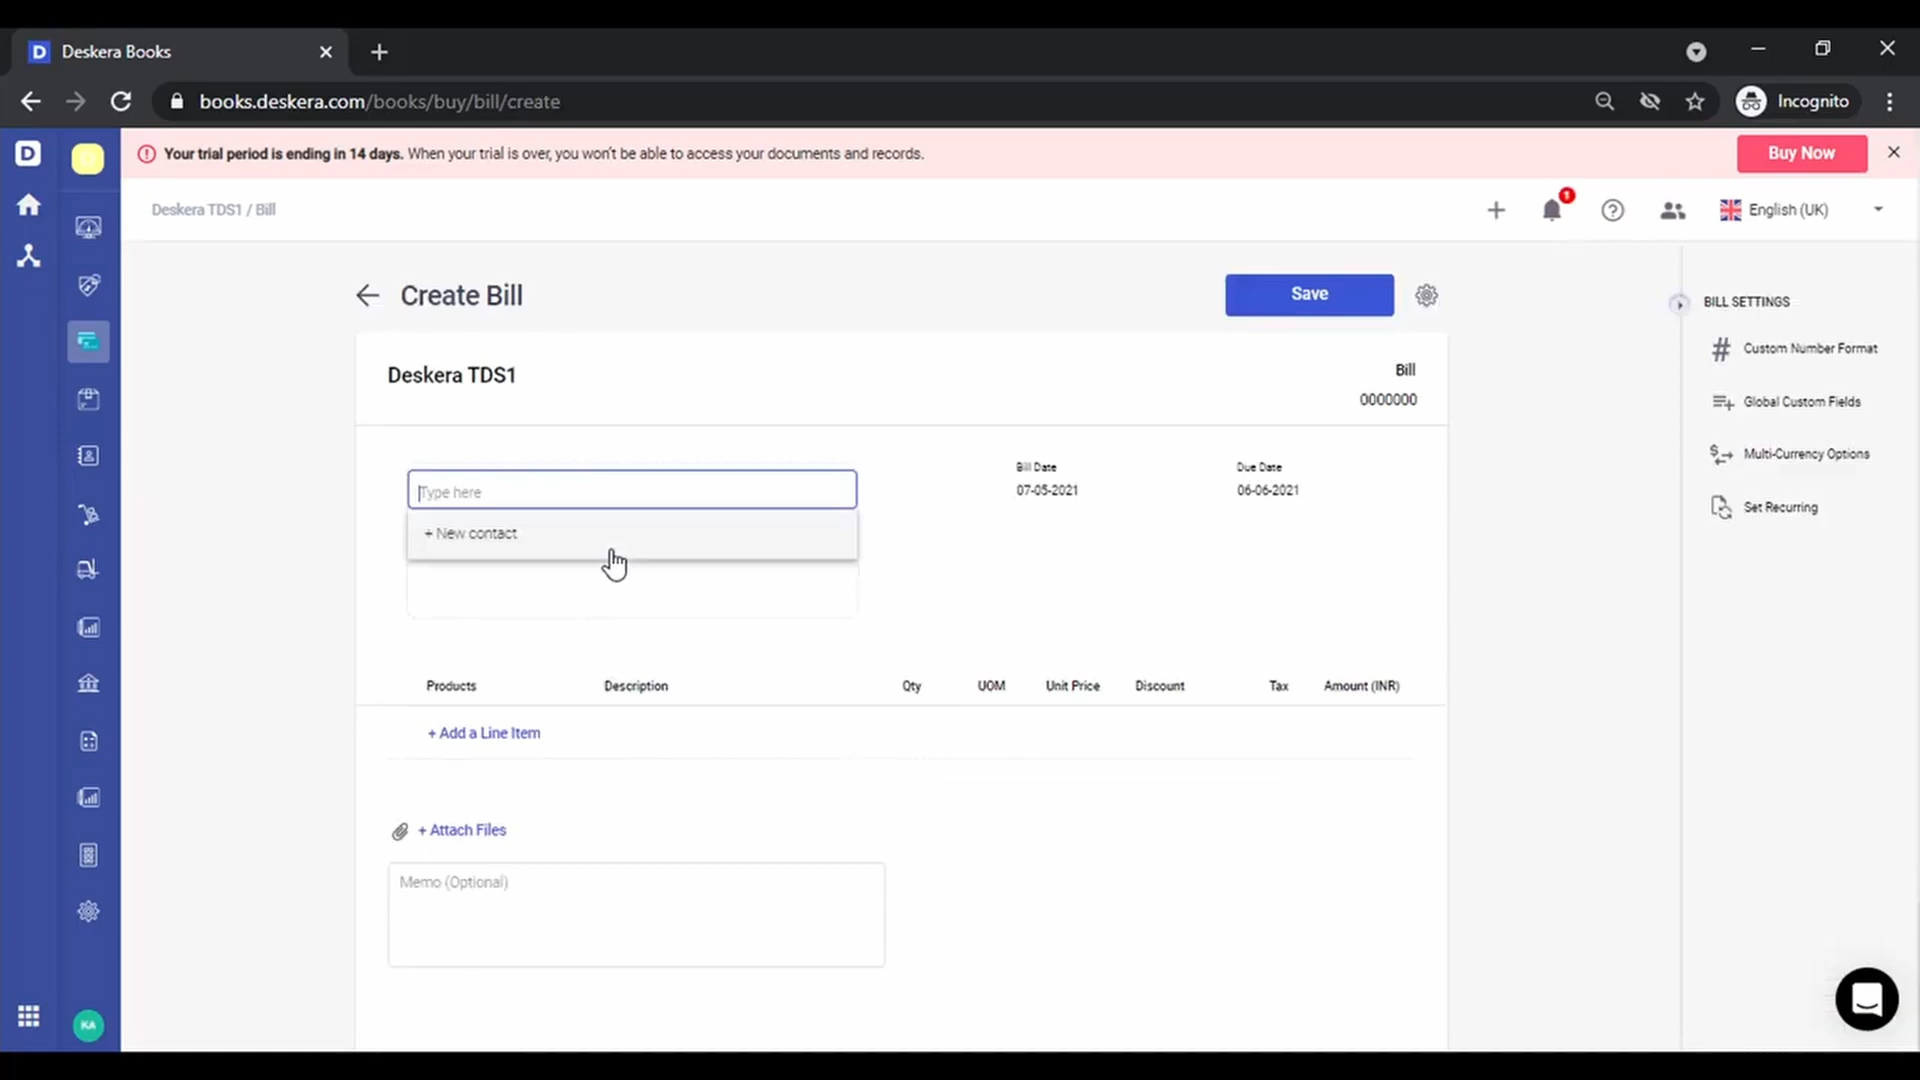 D Deskera Books
books.deskera.com/books/buy/bill/create
Incognito
D
Your trial period is ending in 14 days. When your trial is over, you won't be able to access your documents and records.
Buy Now
Deskera TDS1 / Bill
1
English (UK)
Create Bill
Save
BILL SETTINGS
Custom Number Format
Global Custom Fields
Multi-Currency Options
Set Recurring
Deskera TDS1
Bill
0000000
Type here
+ New contact
Bill Date
07-05-2021
Due Date
06-06-2021
Products Description Qty UOM Unit Price Discount Tax Amount (INR)
+ Add a Line Item
+ Attach Files
Memo (Optional)
KA